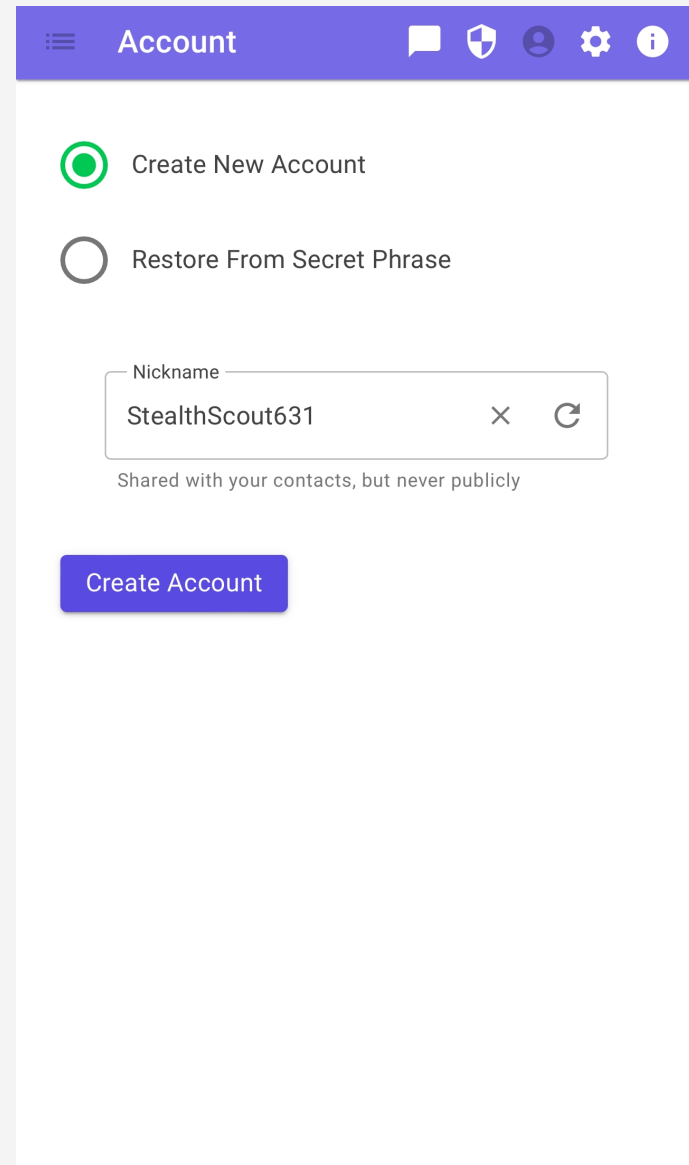 Account
Create New Account
Restore From Secret Phrase
Nickname
StealthScout631
Shared with your contacts, but never publicly
Create Account